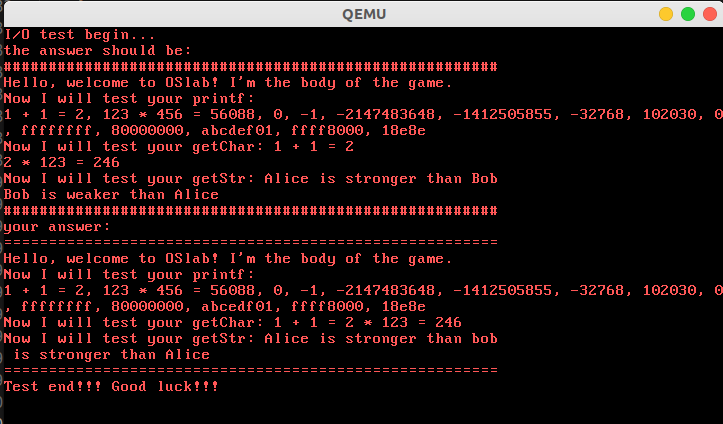 QEMU
I/O test begin...
the answer should be:
#######################################################
Hello, welcome to OSlab! I'm the body of the game.
Now I will test your printf:
1 + 1 = 2, 123 * 456 = 56088, 0, -1, -2147483648, -1412505855, -32768, 102030, 0
, ffffffff, 80000000, abcdef01, ffff8000, 18e8e
Now I will test your getChar: 1 + 1 = 2
2 * 123 = 246
Now I will test your getStr: Alice is stronger than Bob
Bob is weaker than Alice
#######################################################
your answer:
=======================================================
Hello, welcome to OSlab! I'm the body of the game.
Now I will test your printf:
1 + 1 = 2, 123 * 456 = 56088, 0, -1, -2147483648, -1412505855, -32768, 102030, 0
, ffffffff, 80000000, abcedf01, ffff8000, 18e8e
Now I will test your getChar: 1 + 1 = 2 * 123 = 246
Now I will test your getStr: Alice is stronger than bob
 is stronger than Alice
=======================================================
Test end!!! Good luck!!!